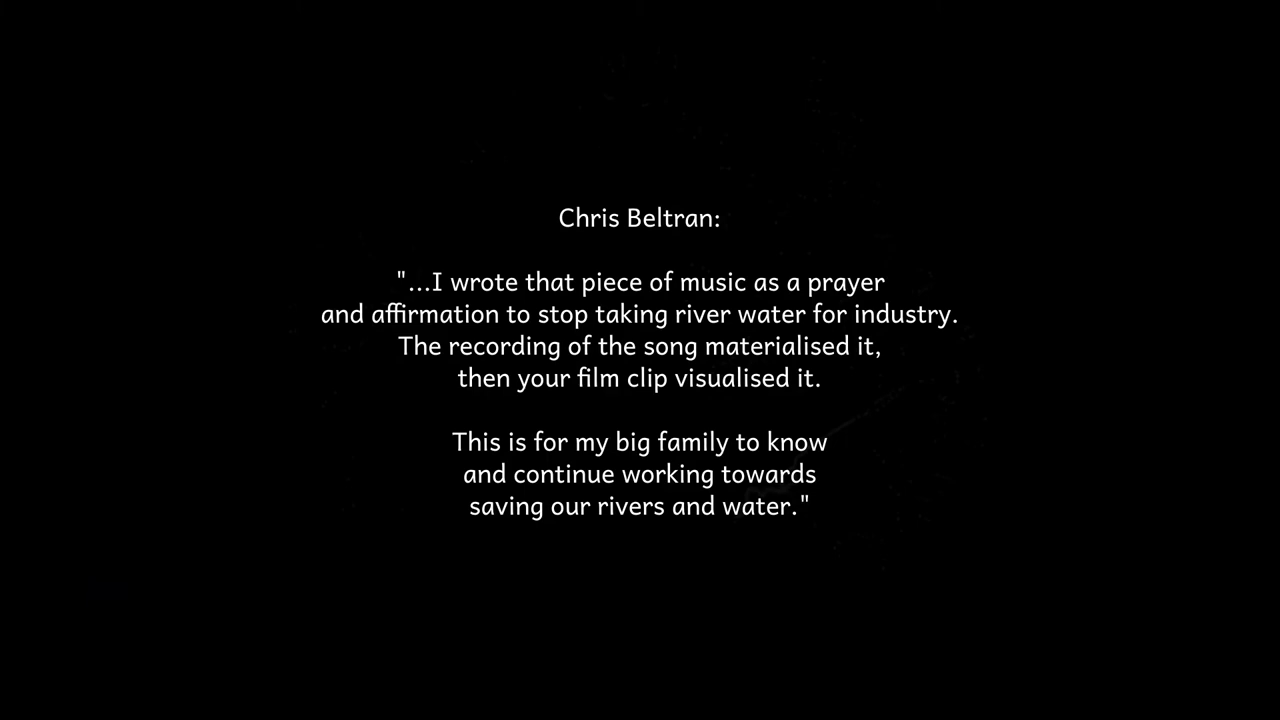 Chris Beltran:
"...I wrote that piece of music as a prayer
and affirmation to stop taking river water for industry.
The recording of the song materialised it,
then your film clip visualised it.
This is for my big family to know
and continue working towards
saving our rivers and water."